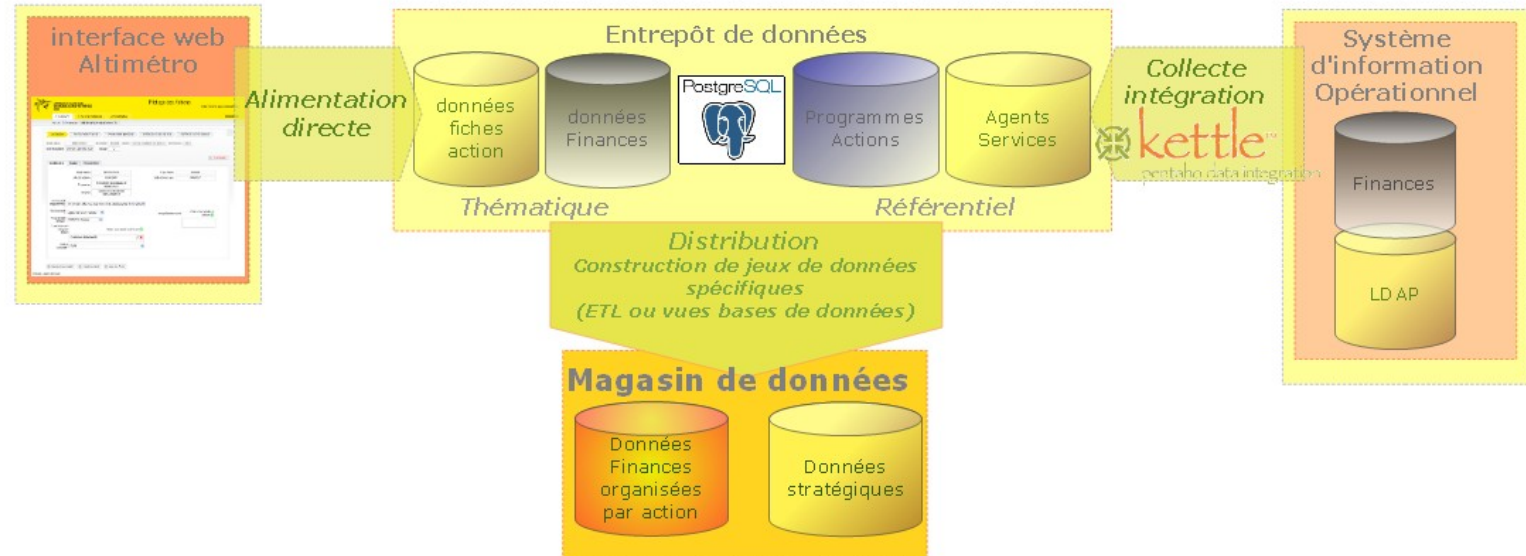 interface web
Altimétro
Alimentation
directe
Entrepôt de données
données
fiches
action
données
Finances
PostgreSQL
Programmes
Actions
Agents
Services
Thématique
Référentiel
Collecte
intégration
kettle
pentaho data integration
Système
d'information
Opérationnel
Finances
LDAP
Distribution
Construction de jeux de données
spécifiques
(ETL ou vues bases de données)
Magasin de données
Données
Finances
organisées
par action
Données
stratégiques